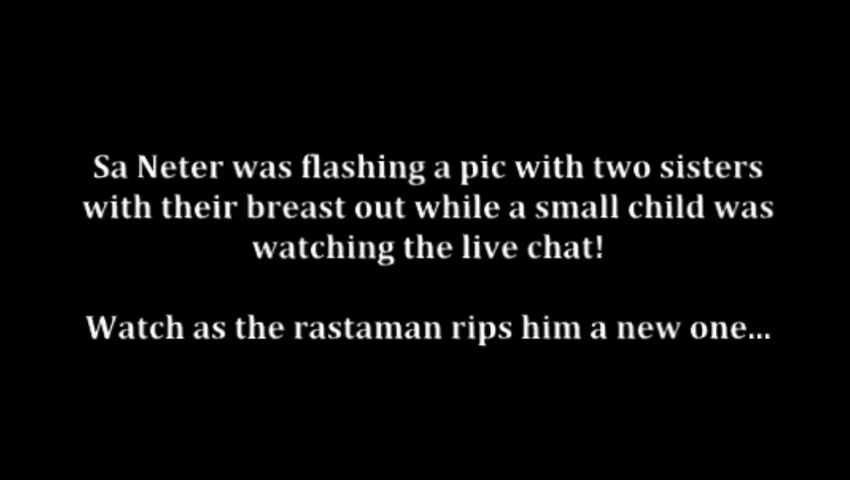 Sa Neter was flashing a pic with two sisters
with their breast out while a small child was
watching the live chat!
Watch as the rastaman rips him a new one...